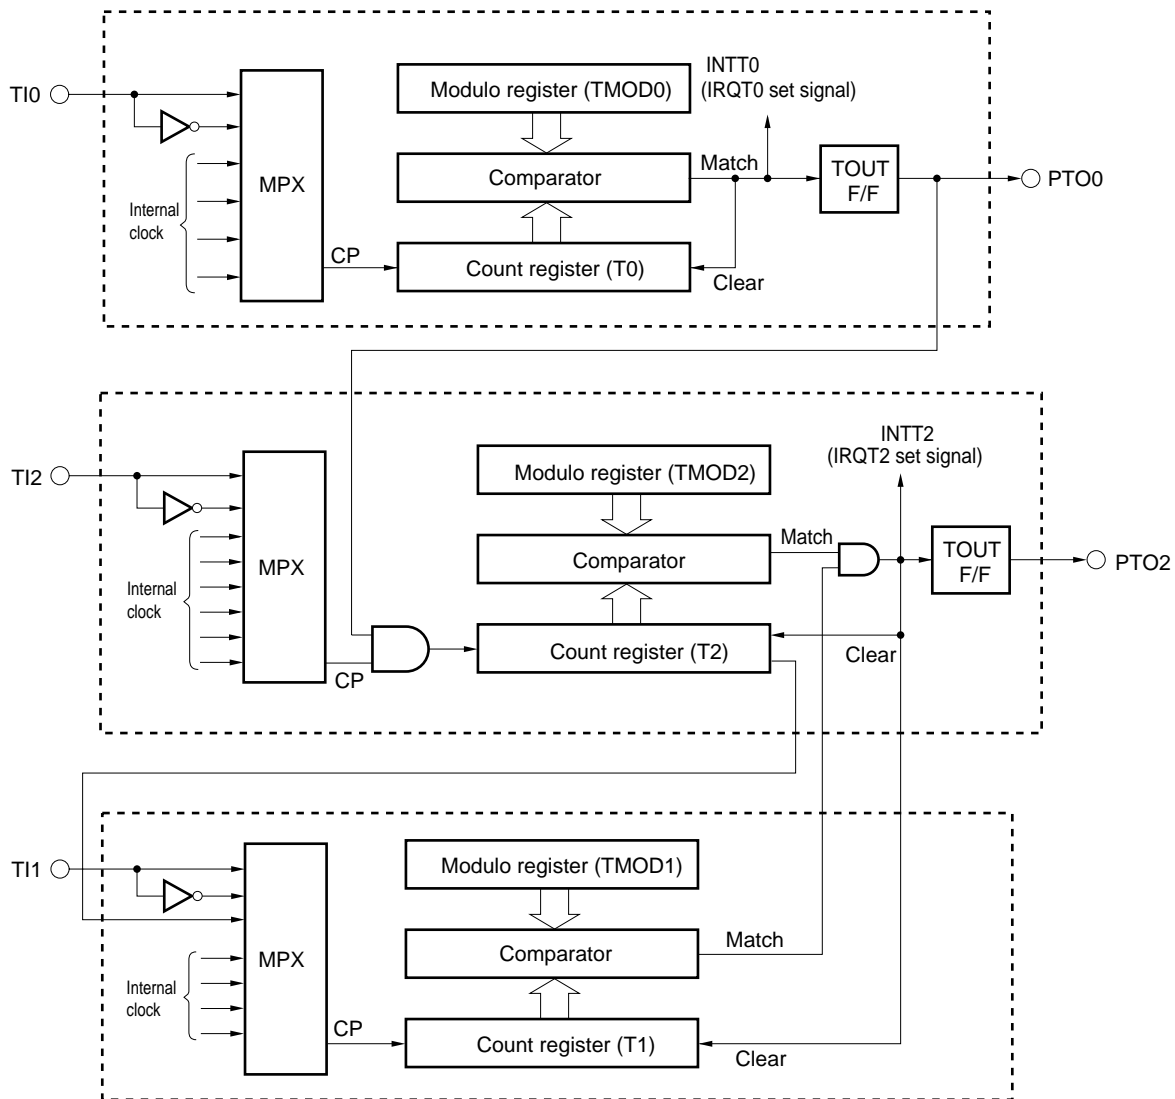 INTT0
(IRQT0 set signal)
TI0
Modulo register (TMOD0)
MPX
Comparator
Match
TOUT
F/F
PTO0
Internal
clock
CP
Count register (T0)
Clear
INTT2
(IRQT2 set signal)
TI2
Modulo register (TMOD2)
Match
TOUT
F/F
PTO2
MPX
Comparator
Internal
clock
CP
Count register (T2)
Clear
TI1
Modulo register (TMOD1)
MPX
Comparator
Match
Internal
clock
CP
Count register (T1)
Clear